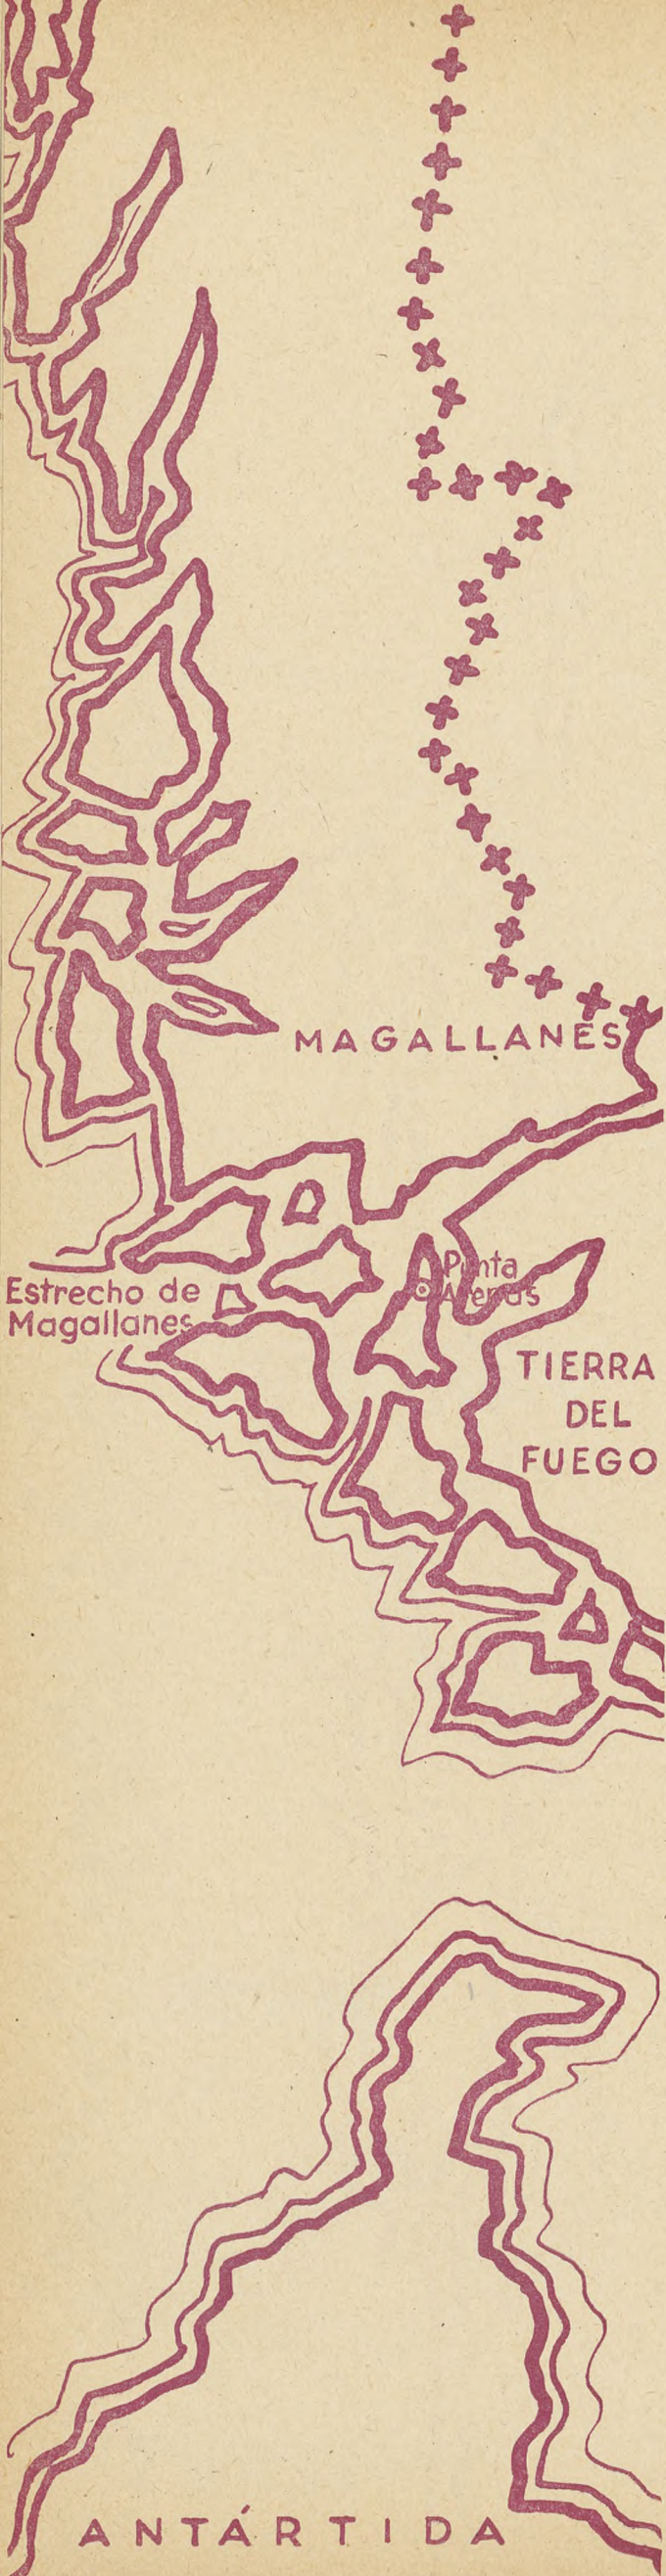 MAGALLANES
Punta
Arenas
Estrecho de
Magallanes
TIERRA
DEL
FUEGO
ANTÁRTIDA